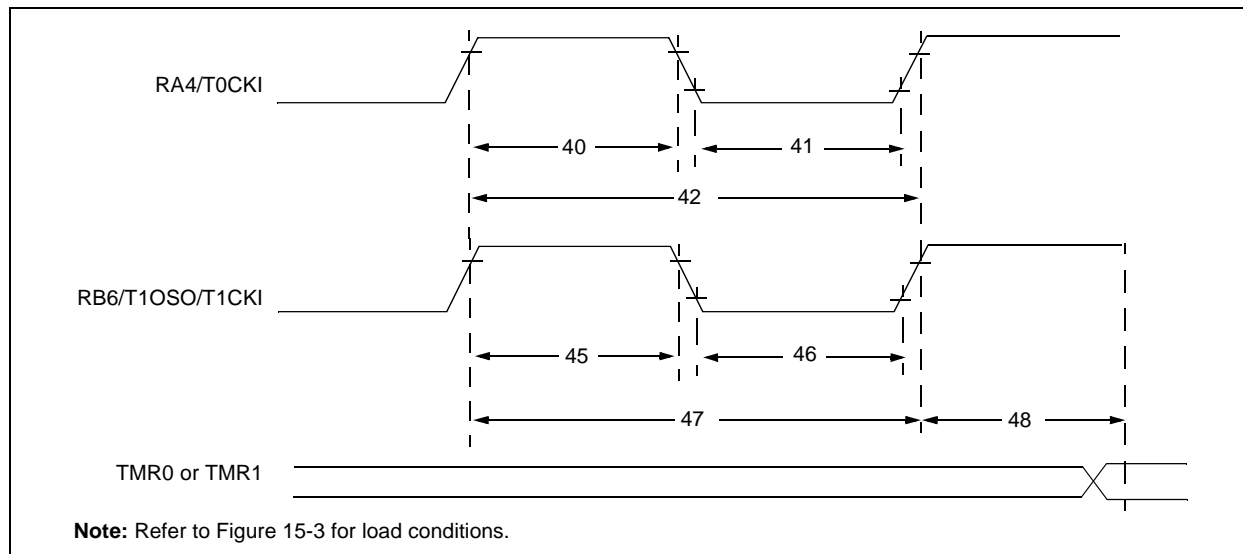 RA4/T0CKI
40
41
42
RB6/T1OSO/T1CKI
45
46
47
48
TMR0 or TMR1
Note: Refer to Figure 15-3 for load conditions.